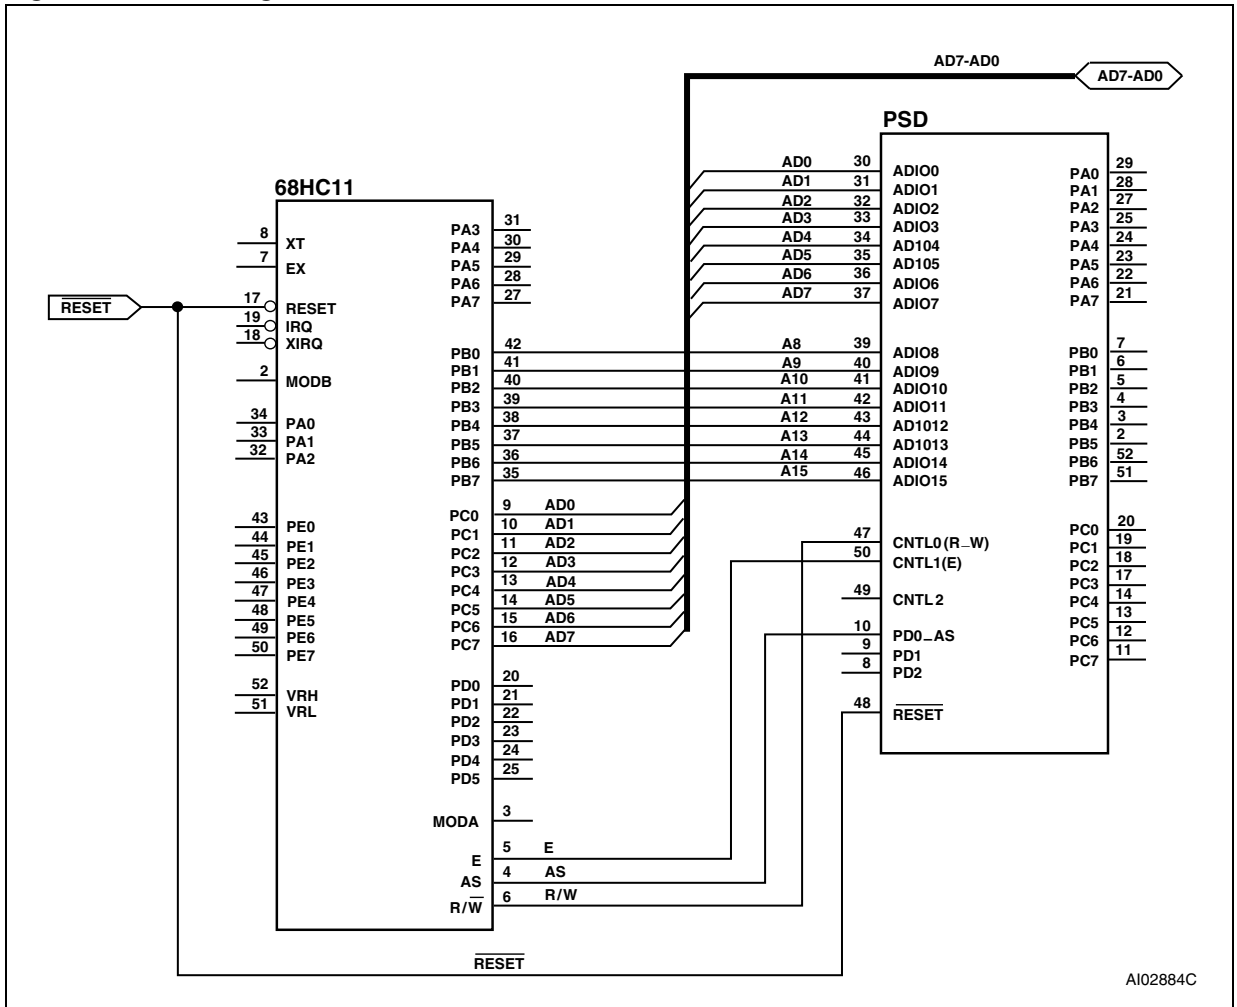 AD7-AD0
AD7-AD0
PSD
68HC11
RESET
8 XT
7 EX
17 RESET
19 IRQ
18 XIRQ
2 MODB
34 PA0
33 PA1
32 PA2
43 PE0
44 PE1
45 PE2
46 PE3
47 PE4
48 PE5
49 PE6
50 PE7
52 VRH
51 VRL
PA3 31
PA4 30
PA5 29
PA6 28
PA7 27
PB0 42
PB1 41
PB2 40
PB3 39
PB4 38
PB5 37
PB6 36
PB7 35
PC0 9 AD0
PC1 10 AD1
PC2 11 AD2
PC3 12 AD3
PC4 13 AD4
PC5 14 AD5
PC6 15 AD6
PC7 16 AD7
PD0 20
PD1 21
PD2 22
PD3 23
PD4 24
PD5 25
MODA 3
E 5 E
AS 4 AS
R/W 6 R/W
AD0 30 ADIO0
AD1 31 ADIO1
AD2 32 ADIO2
AD3 33 ADIO3
AD4 34 AD104
AD5 35 AD105
AD6 36 ADIO6
AD7 37 ADIO7
A8 39 ADIO8
A9 40 ADIO9
A10 41 ADIO10
A11 42 ADIO11
A12 43 AD1012
A13 44 AD1013
A14 45 ADIO14
A15 46 ADIO15
47 CNTL0(R_W)
50 CNTL1(E)
49 CNTL2
10 PD0_AS
9 PD1
8 PD2
48 RESET
PA0 29
PA1 28
PA2 27
PA3 25
PA4 24
PA5 23
PA6 22
PA7 21
PB0 7
PB1 6
PB2 5
PB3 4
PB4 3
PB5 2
PB6 52
PB7 51
PC0 20
PC1 19
PC2 18
PC3 17
PC4 14
PC5 13
PC6 12
PC7 11
RESET
AI02884C